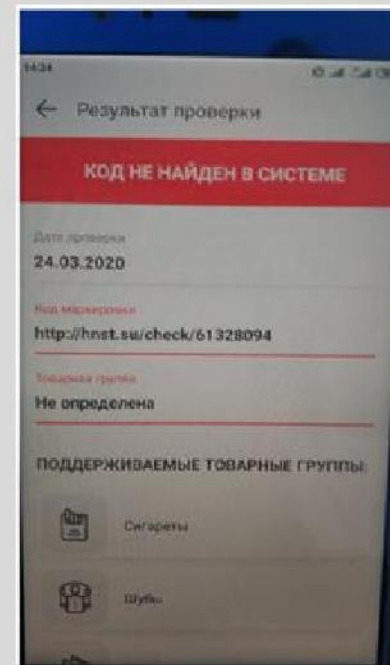 14:34
Результат проверки
КОД НЕ НАЙДЕН В СИСТЕМЕ
Дата проверки
24.03.2020
Код маркировки
http://hnst.su/check/61328094
Товарная группа
Не определена
ПОДДЕРЖИВАЕМЫЕ ТОВАРНЫЕ ГРУППЫ:
Сигареты
Шубы